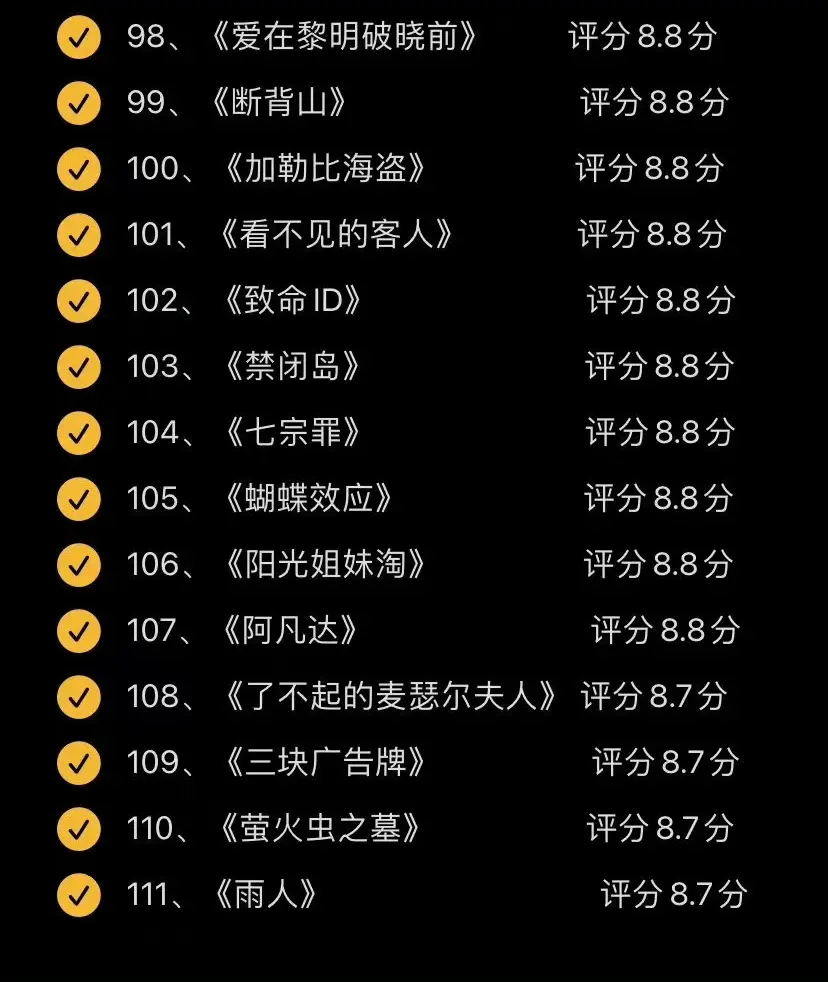 98、《爱在黎明破晓前》 评分8.8分
99、《断背山》 评分8.8分
100、《加勒比海盗》 评分8.8分
101、《看不见的客人》 评分8.8分
102、《致命ID》 评分8.8分
103、《禁闭岛》 评分8.8分
104、《七宗罪》 评分8.8分
105、《蝴蝶效应》 评分8.8分
106、《阳光姐妹淘》 评分8.8分
107、《阿凡达》 评分8.8分
108、《了不起的麦瑟尔夫人》 评分8.7分
109、《三块广告牌》 评分8.7分
110、《萤火虫之墓》 评分8.7分
111、《雨人》 评分8.7分